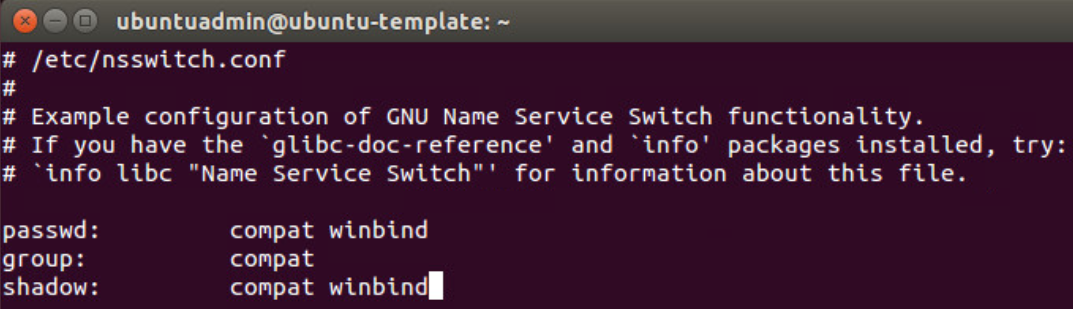 ubuntuadmin@ubuntu-template: ~
# /etc/nsswitch.conf
#
# Example configuration of GNU Name Service Switch functionality.
# If you have the `glibc-doc-reference' and `info' packages installed, try:
# `info libc "Name Service Switch"' for information about this file.
passwd:         compat winbind
group:          compat
shadow:         compat winbind